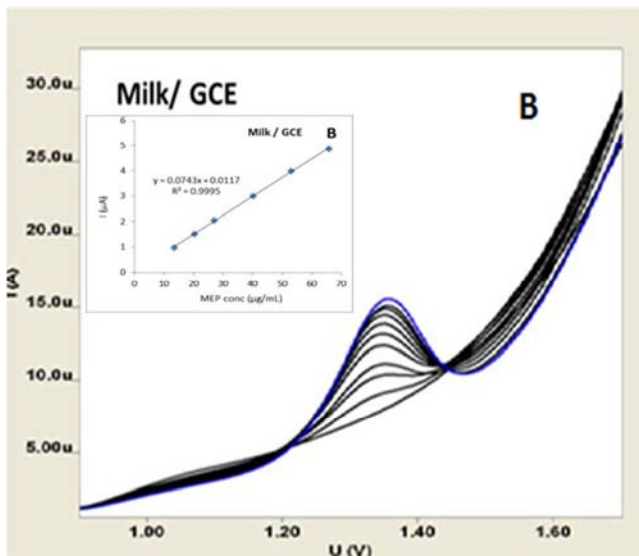 30.0u
Milk/ GCE
B
25.0u
20.0u
15.0u
10.0u
5.00u
I (A)
1.00
1.20
1.40
1.60
U (V)
Milk / GCE
B
y = 0.0743x + 0.0117
R² = 0.9995
6
5
4
3
2
1
0
I (µA)
0
10
20
30
40
50
60
70
MEP conc (µg/mL)